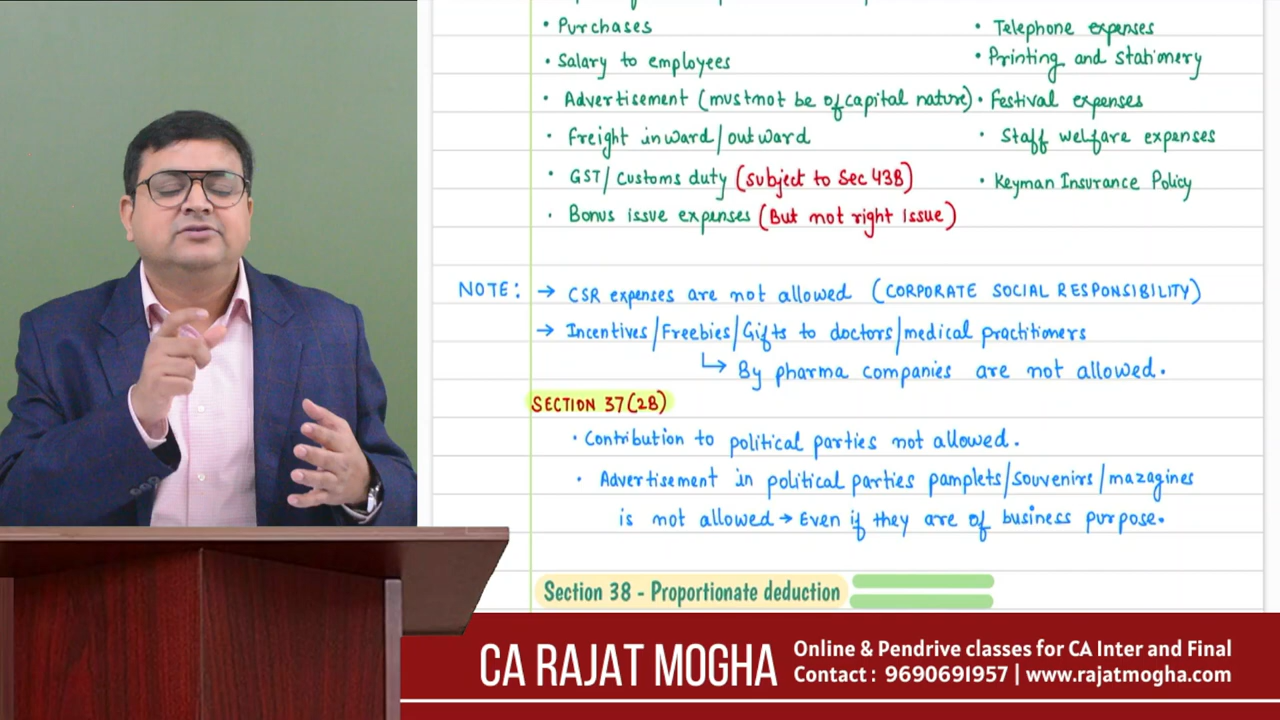 • Purchases
• Salary to employees
• Advertisement (mustnot be of capital nature)
• Freight inward/outward
• GST/Customs duty (subject to Sec 43B)
• Bonus issue expenses (But not right Issue)
• Telephone expenses
• Printing and stationery
• Festival expenses
• Staff welfare expenses
• Keyman Insurance Policy
NOTE: → CSR expenses are not allowed (CORPORATE SOCIAL RESPONSIBILITY)
→ Incentives/Freebies/Gifts to doctors/medical practitioners
↳ By pharma companies are not allowed.
SECTION 37(2B)
• Contribution to political parties not allowed.
• Advertisement in political parties pamplets/souvenirs/mazagines
is not allowed → Even if they are of business purpose.
Section 38 - Proportionate deduction
CA RAJAT MOGHA
Online & Pendrive classes for CA Inter and Final
Contact : 9690691957 | www.rajatmogha.com